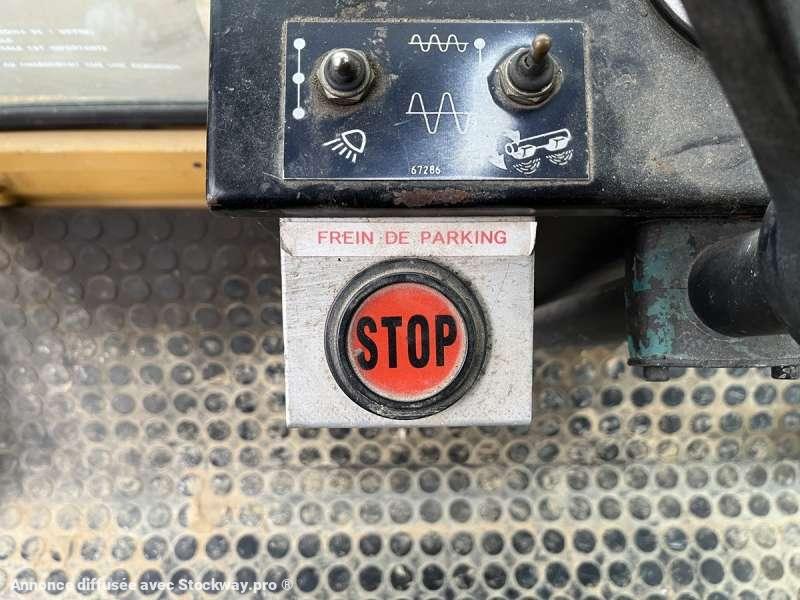 67286
FREIN DE PARKING
STOP
Annonce diffusée avec Stockway.pro ®